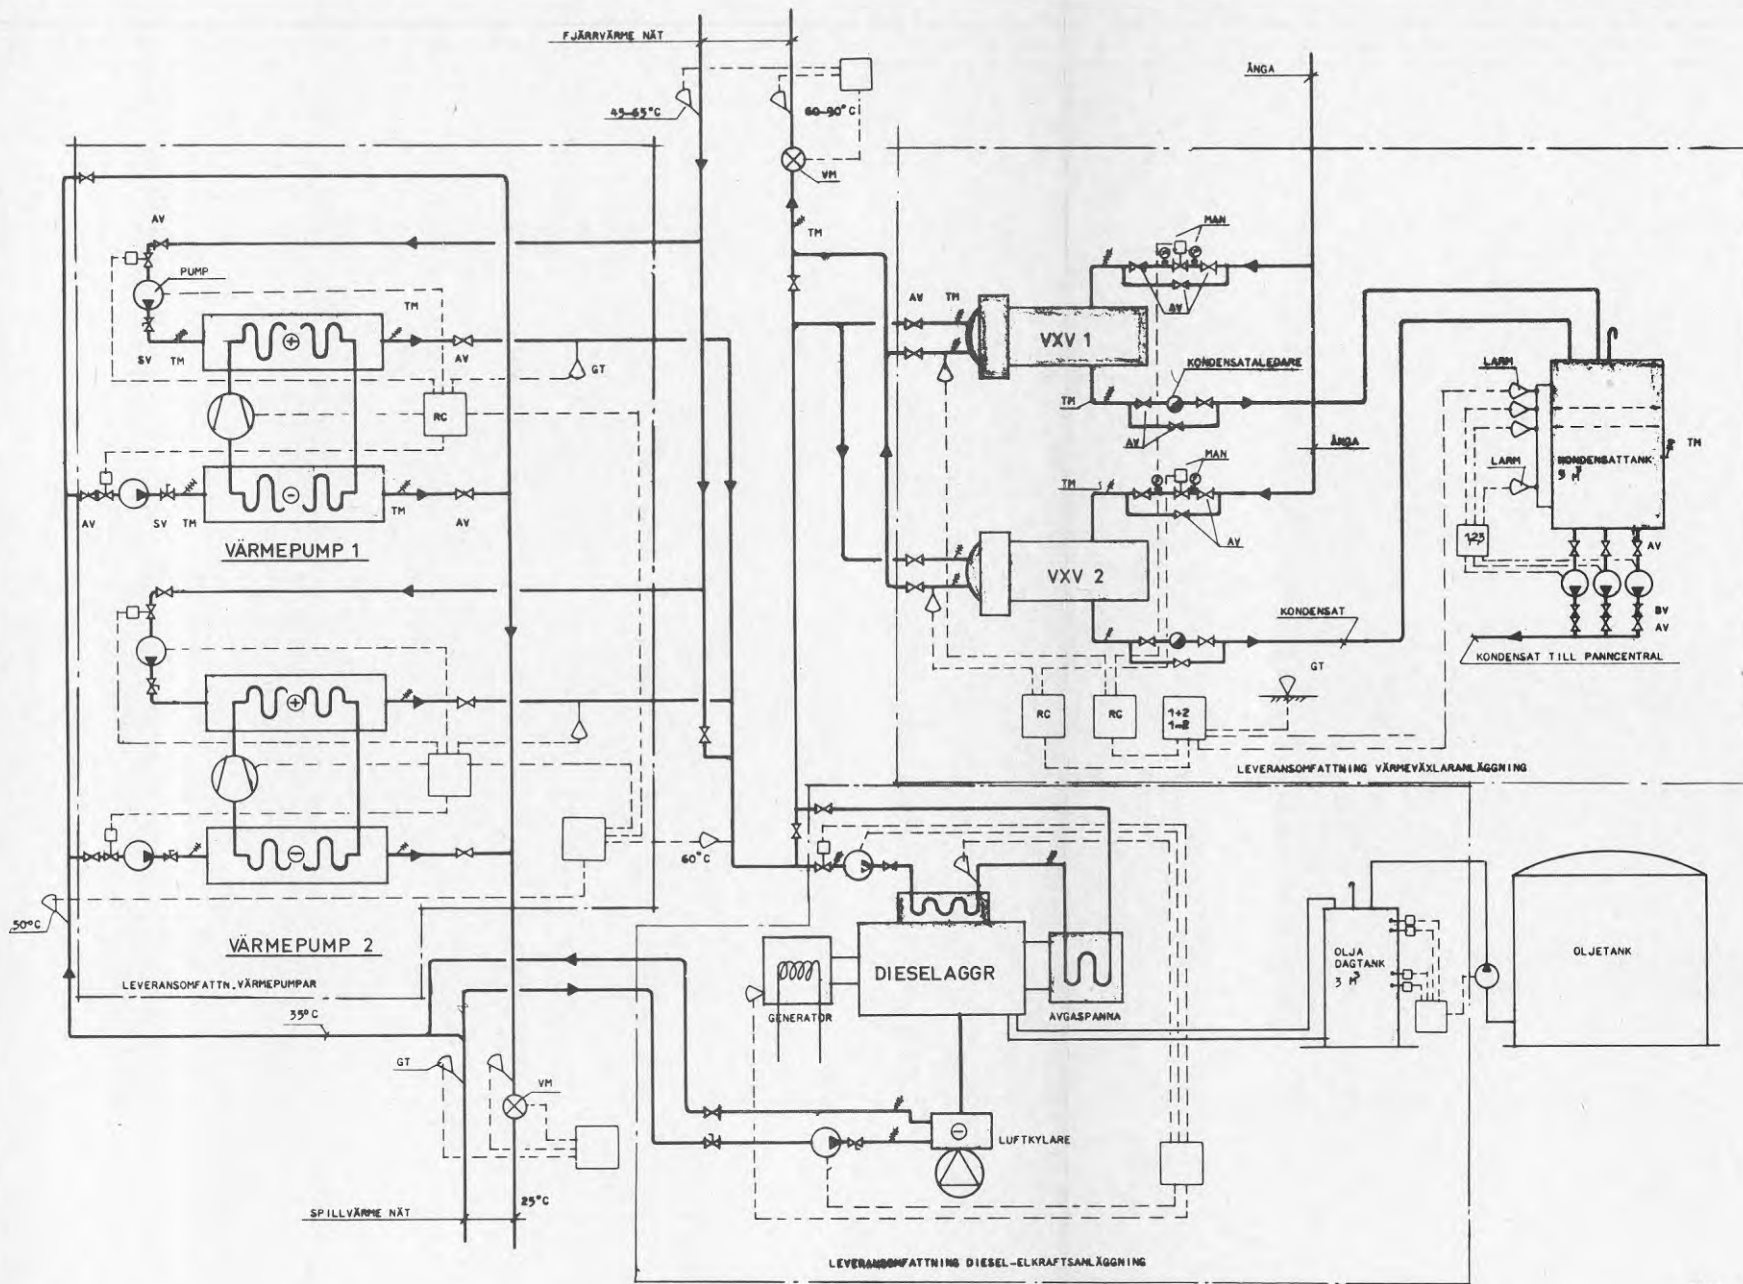 FJÄRRVÄRME NÄT
45-65°C
60-90°C
VM
TM
ÅNGA
AV
PUMP
TM
SV
TM
AV
GT
RC
AV
SV
TM
TM
AV
VÄRMEPUMP 1
AV
TM
VXV 1
MAN
AV
KONDENSATALEDARE
TM
AV
ÅNGA
MAN
TM
AV
VXV 2
KONDENSAT
GT
RC
RC
1+2
LARM
LARM
KONDENSATTANK
TM
123
AV
BV
AV
KONDENSAT TILL PANNCENTRAL
LEVERANSOMFATTNING VÄRMEVÄXLARANLÄGGNING
60°C
50°C
VÄRMEPUMP 2
LEVERANSOMFATTN. VÄRMEPUMPAR
35°C
GT
VM
25°C
SPILLVÄRME NÄT
GENERATOR
DIESELAGGR
AVGASPANNA
LUFTKYLARE
OLJA
DAGTANK
3 M³
OLJETANK
LEVERANSOMFATTNING DIESEL-ELKRAFTSANLÄGGNING